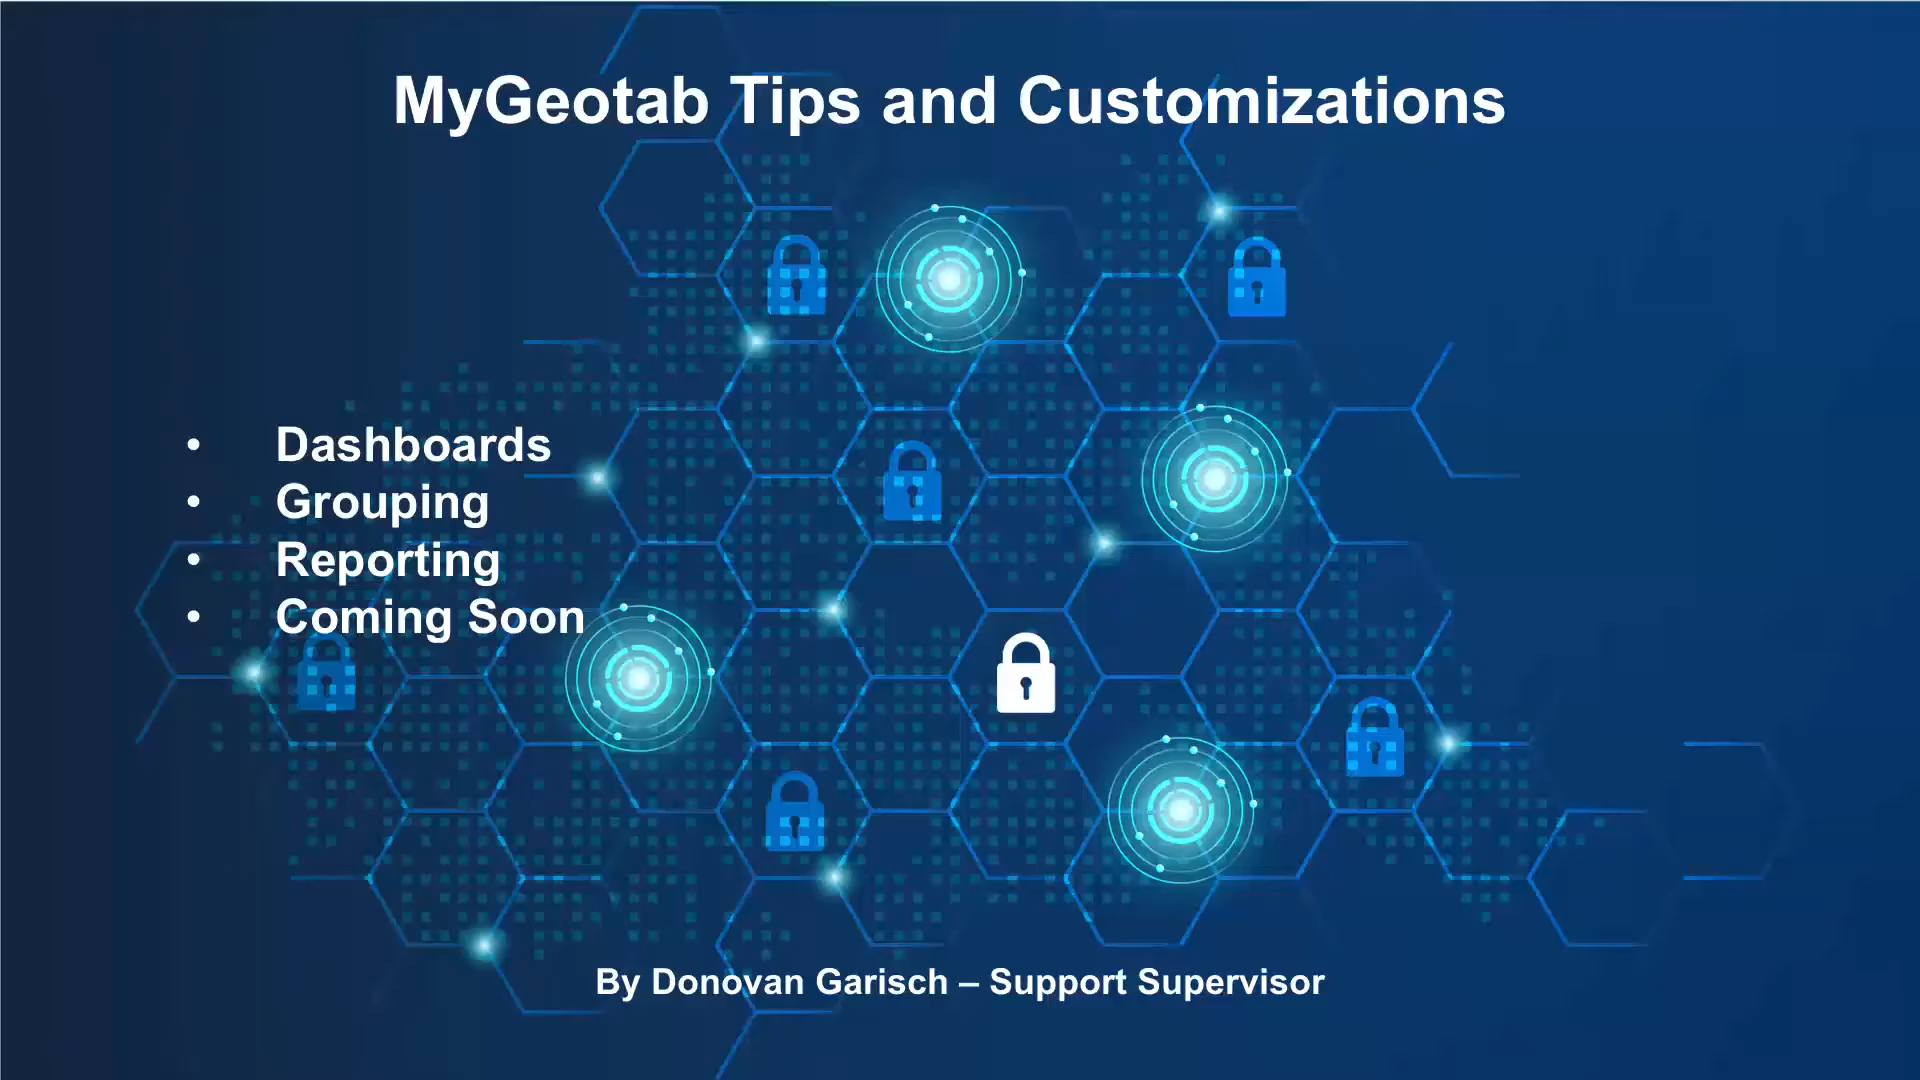 MyGeotab Tips and Customizations
• Dashboards
• Grouping
• Reporting
• Coming Soon
By Donovan Garisch – Support Supervisor